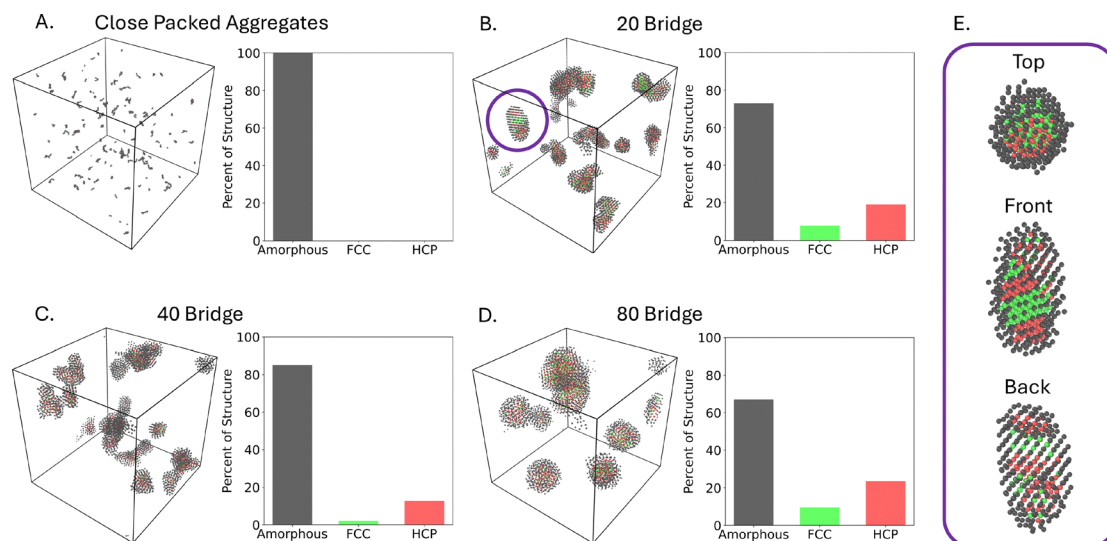 A. Close Packed Aggregates
Percent of Structure
100
80
60
40
20
0
Amorphous FCC HCP
B. 20 Bridge
Percent of Structure
100
80
60
40
20
0
Amorphous FCC HCP
C. 40 Bridge
Percent of Structure
100
80
60
40
20
0
Amorphous FCC HCP
D. 80 Bridge
Percent of Structure
100
80
60
40
20
0
Amorphous FCC HCP
E.
Top
Front
Back